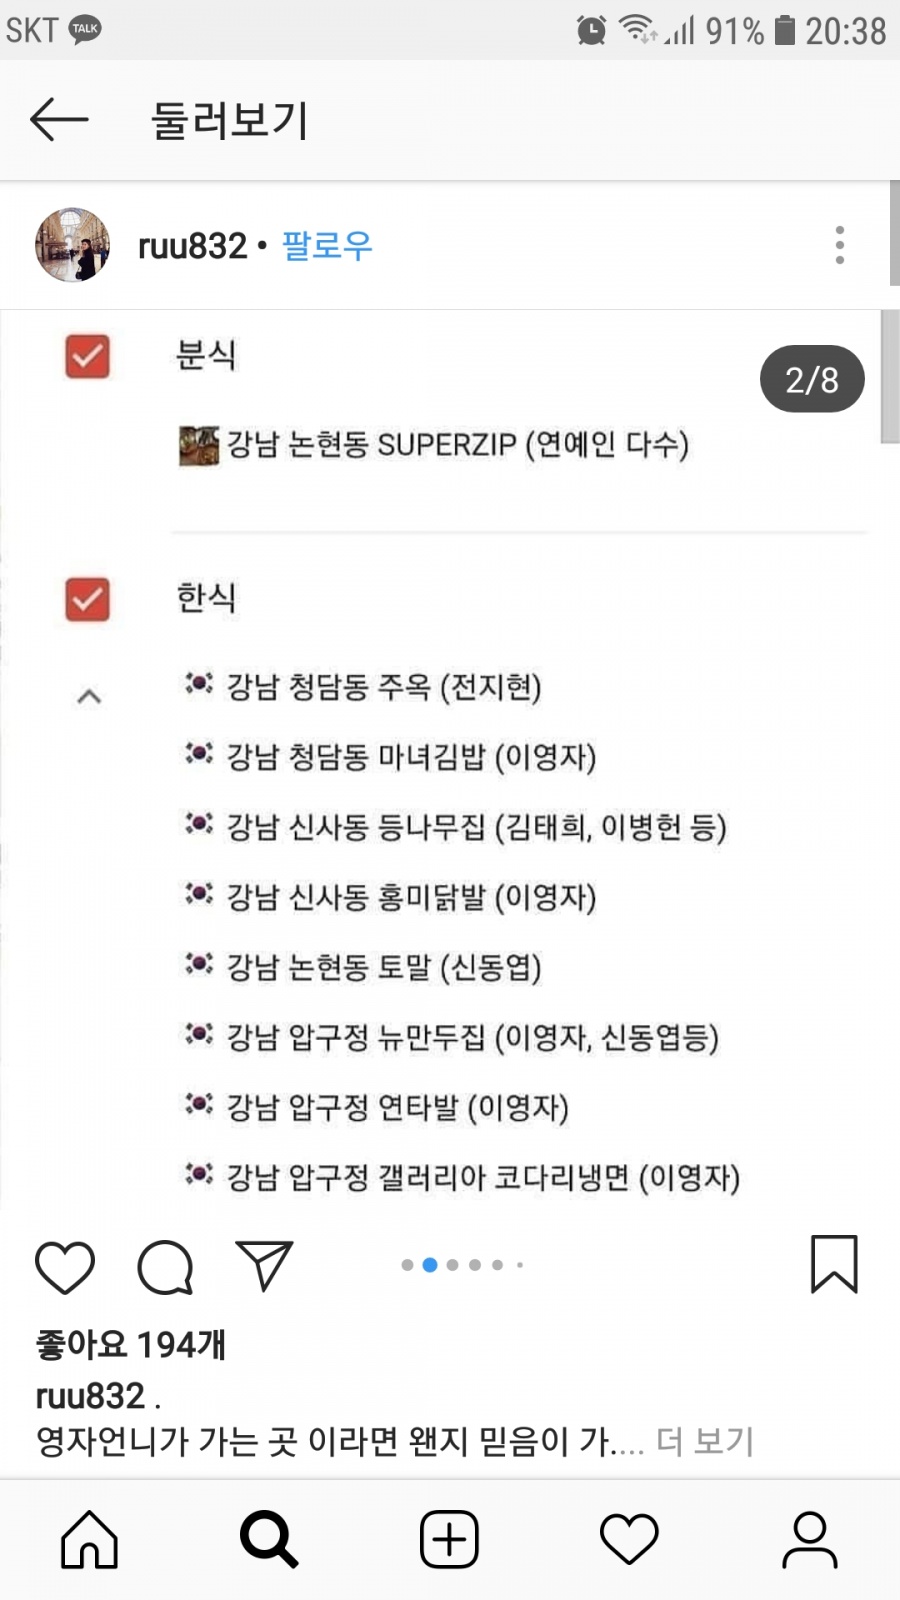 SKT TALK 91% 20:38
둘러보기
ruu832 • 팔로우
분식
2/8
강남 논현동 SUPERZIP (연예인 다수)
한식
강남 청담동 주옥 (전지현)
강남 청담동 마녀김밥 (이영자)
강남 신사동 등나무집 (김태희, 이병헌 등)
강남 신사동 홍미닭발 (이영자)
강남 논현동 토말 (신동엽)
강남 압구정 뉴만두집 (이영자, 신동엽등)
강남 압구정 연타발 (이영자)
강남 압구정 갤러리아 코다리냉면 (이영자)
좋아요 194개
ruu832 .
영자언니가 가는 곳 이라면 왠지 믿음이 가.... 더 보기